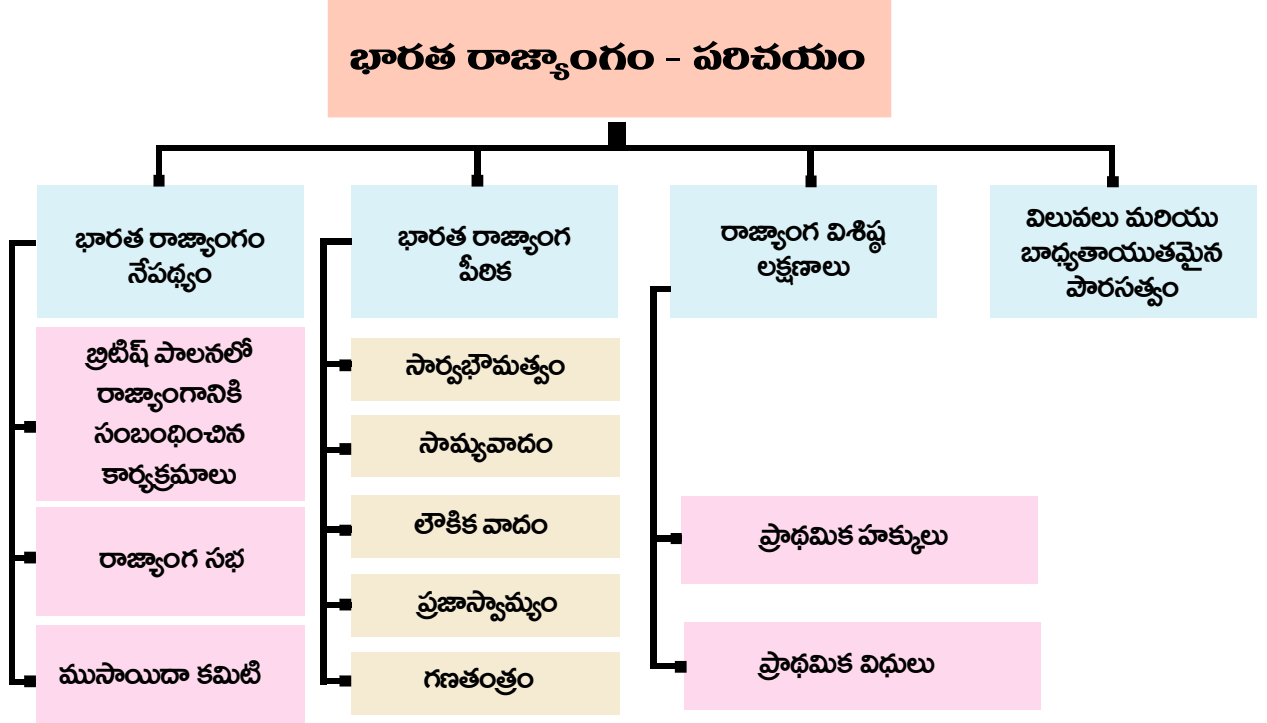 భారత రాజ్యాంగం - పరిచయం
భారత రాజ్యాంగం
నేపథ్యం
బ్రిటిష్ పాలనలో
రాజ్యాంగానికి
సంబంధించిన
కార్యక్రమాలు
రాజ్యాంగ సభ
ముసాయిదా కమిటి
భారత రాజ్యాంగ
పీఠిక
సార్వభౌమత్వం
సామ్యవాదం
లౌకిక వాదం
ప్రజాస్వామ్యం
గణతంత్రం
రాజ్యాంగ విశిష్ఠ
లక్షణాలు
ప్రాథమిక హక్కులు
ప్రాథమిక విధులు
విలువలు మరియు
బాధ్యతాయుతమైన
పౌరసత్వం